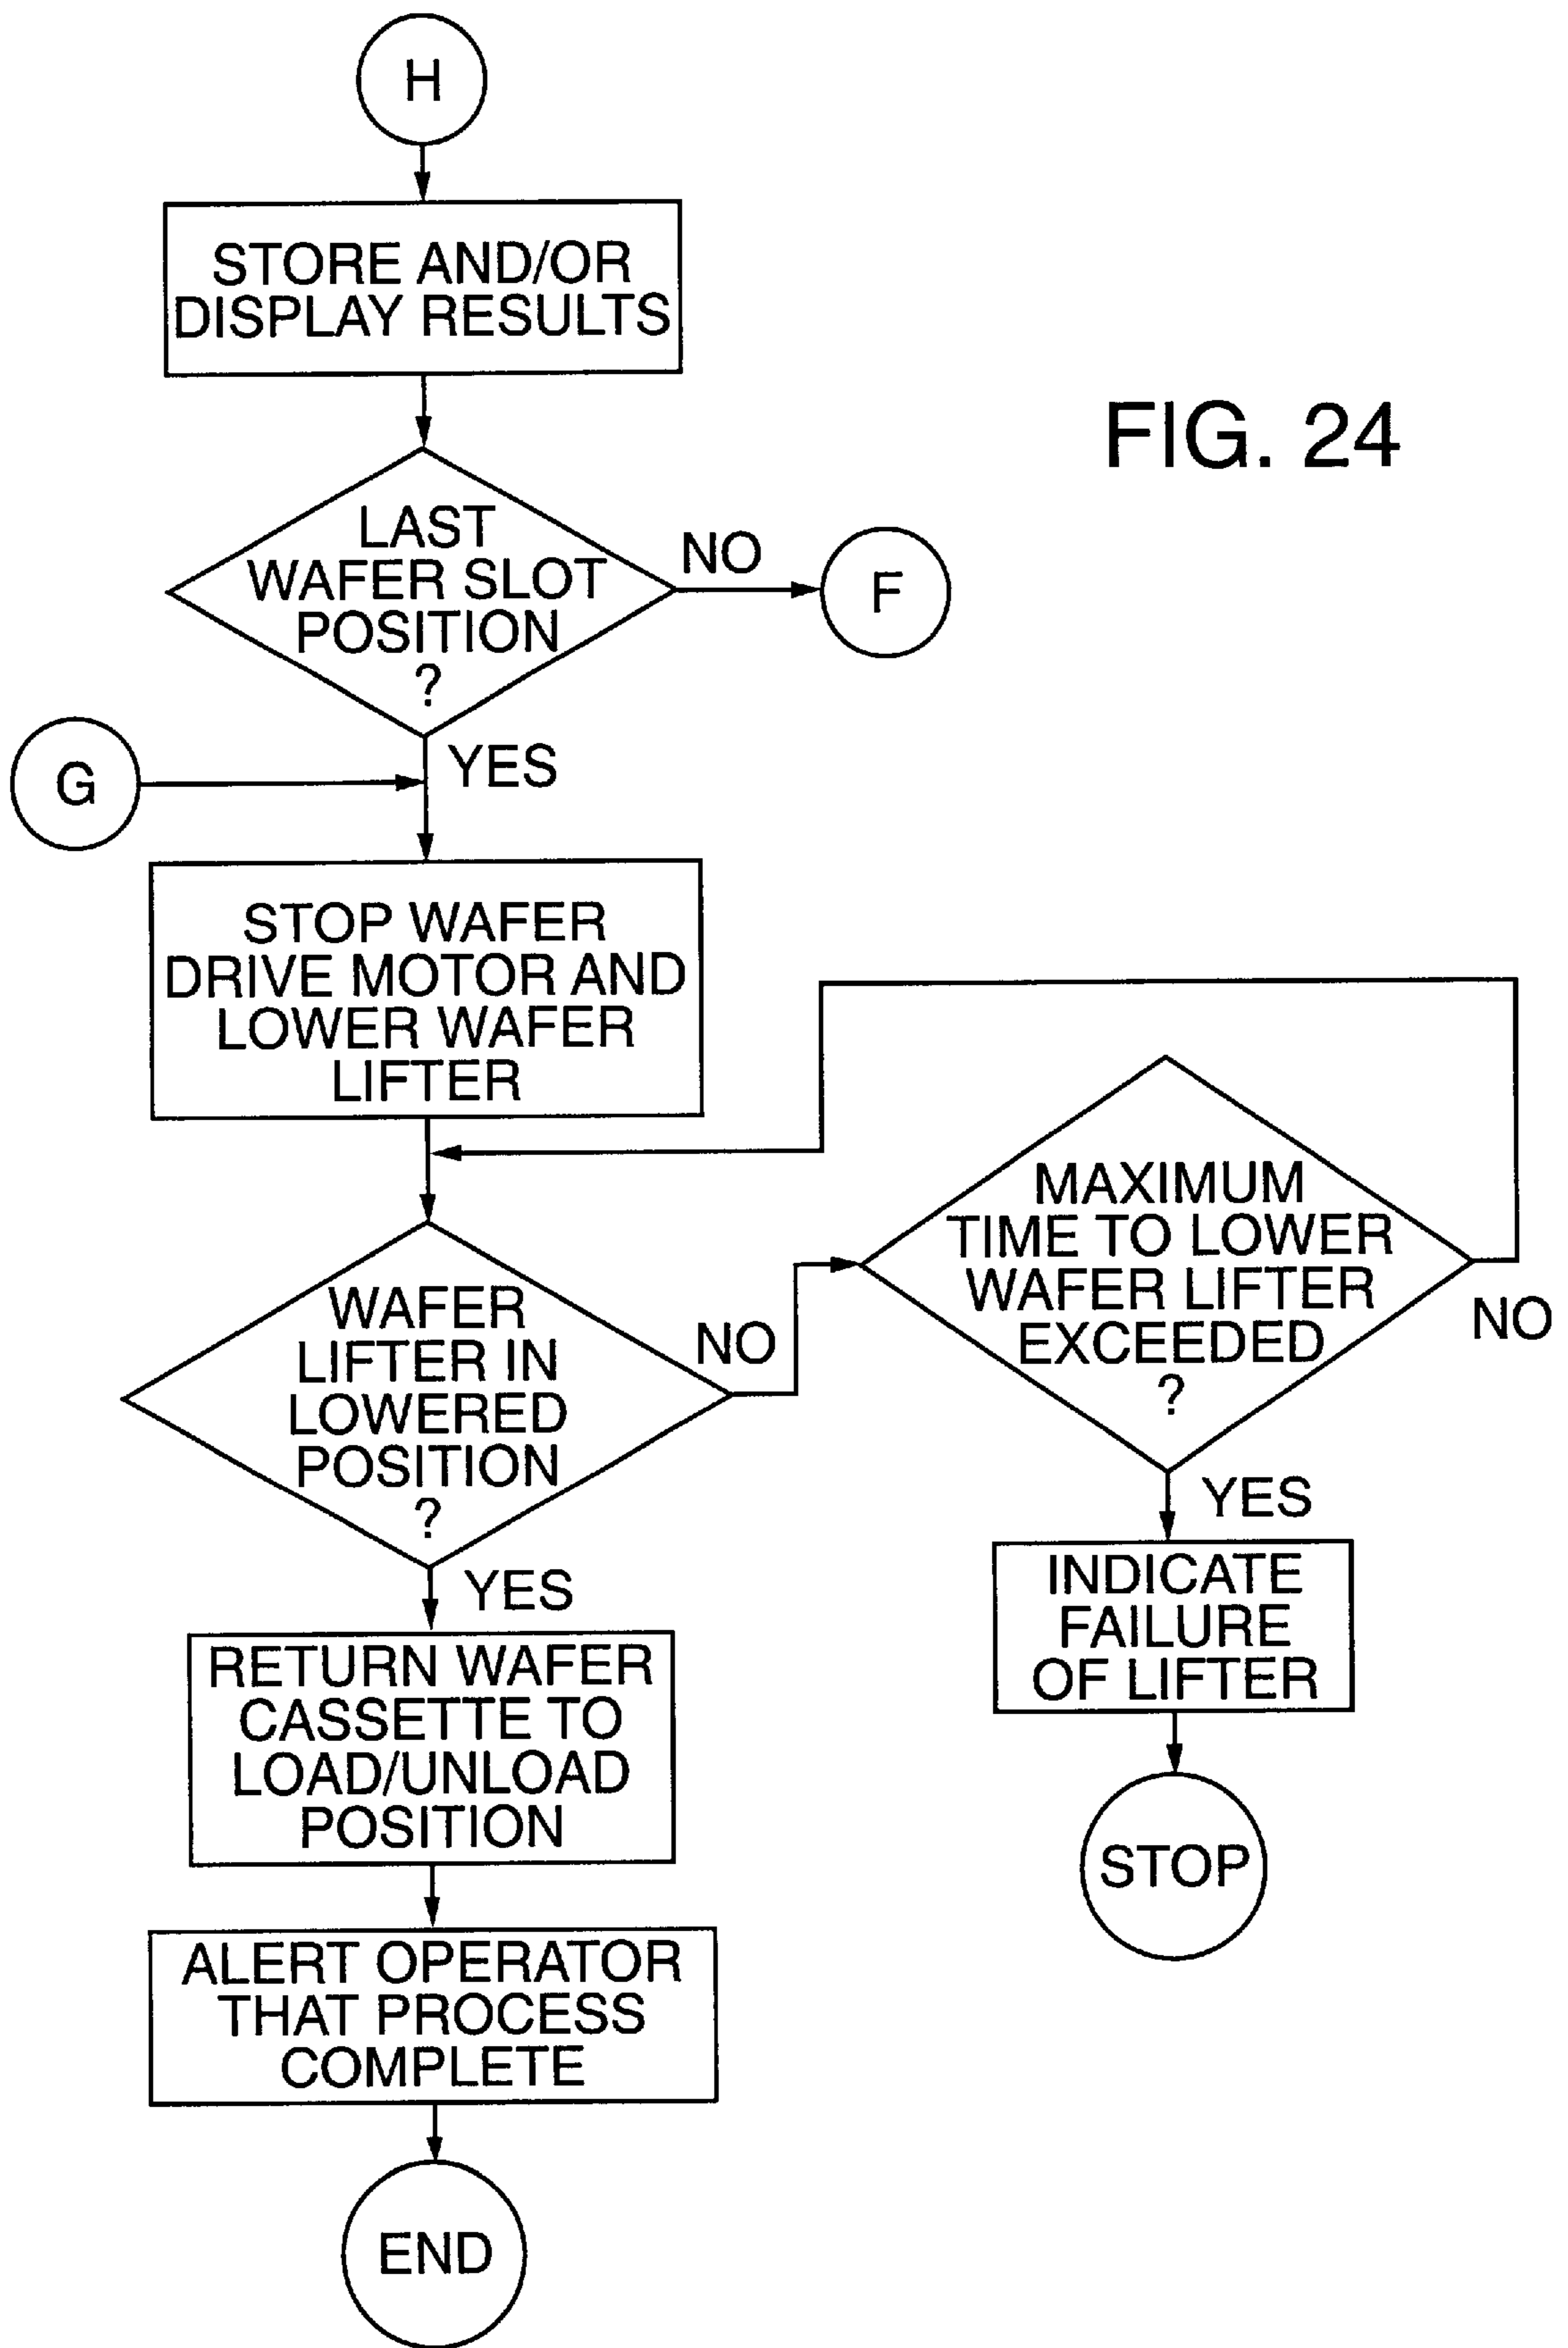 H
STORE AND/OR
DISPLAY RESULTS
FIG. 24
LAST
WAFER SLOT
POSITION
?
NO
F
G
YES
STOP WAFER
DRIVE MOTOR AND
LOWER WAFER
LIFTER
WAFER
LIFTER IN
LOWERED
POSITION
?
NO
MAXIMUM
TIME TO LOWER
WAFER LIFTER
EXCEEDED
?
NO
YES
INDICATE
FAILURE
OF LIFTER
STOP
YES
RETURN WAFER
CASSETTE TO
LOAD/UNLOAD
POSITION
ALERT OPERATOR
THAT PROCESS
COMPLETE
END